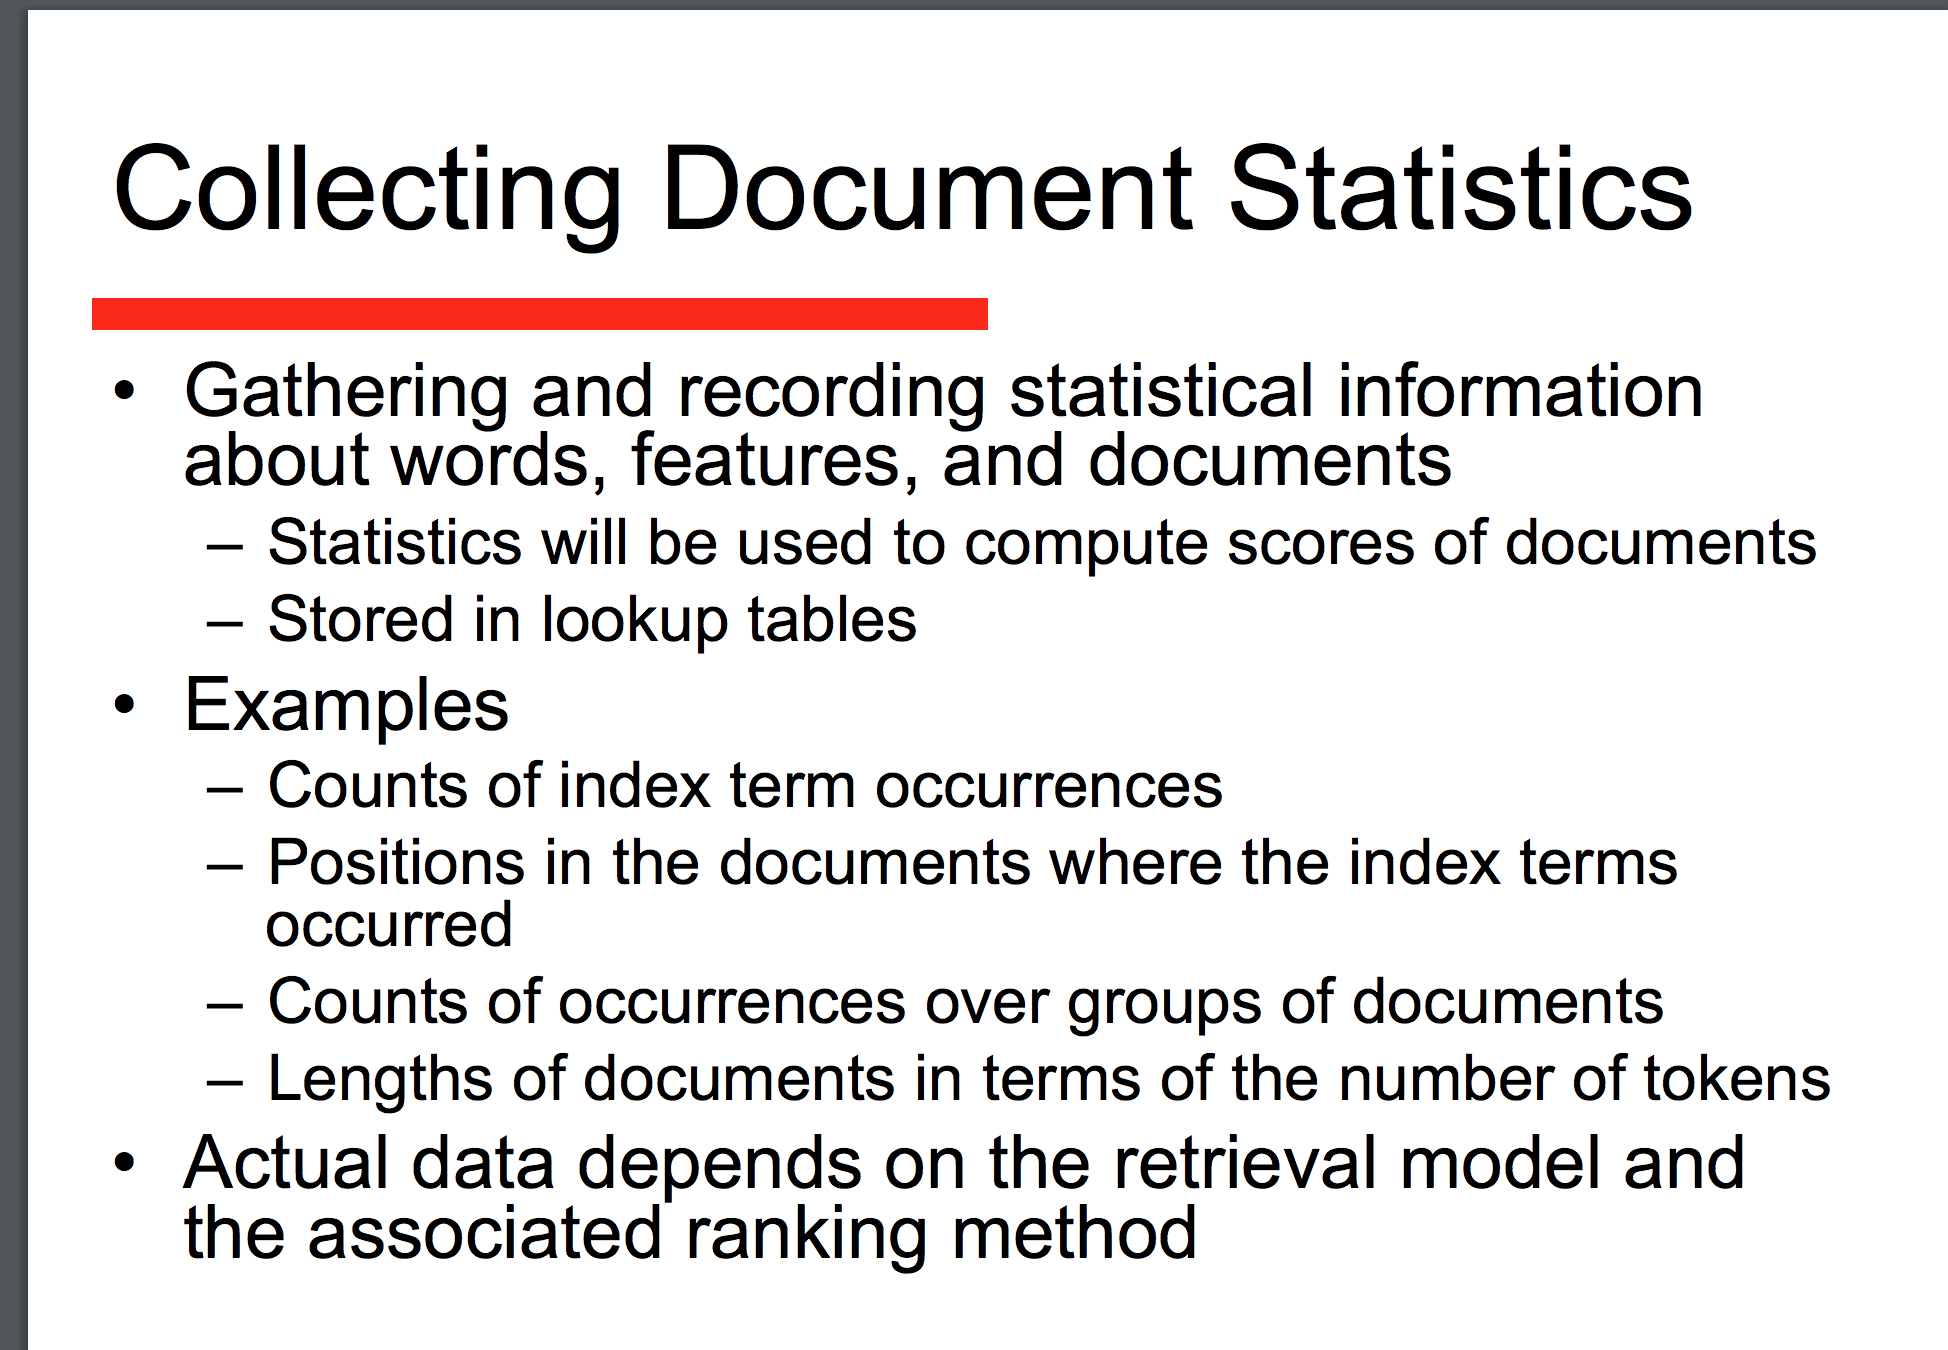 Collecting Document Statistics
• Gathering and recording statistical information
about words, features, and documents
– Statistics will be used to compute scores of documents
– Stored in lookup tables
• Examples
– Counts of index term occurrences
– Positions in the documents where the index terms
occurred
– Counts of occurrences over groups of documents
– Lengths of documents in terms of the number of tokens
• Actual data depends on the retrieval model and
the associated ranking method